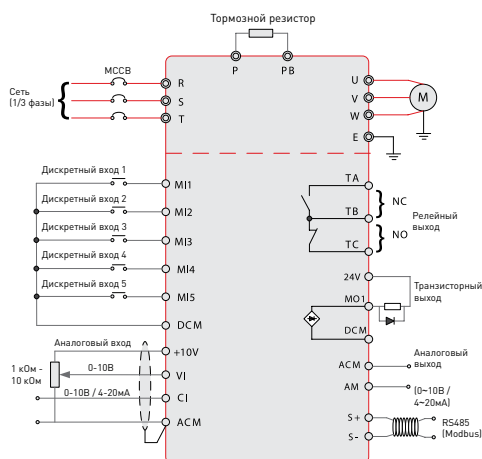 Тормозной резистор
P
PB
МССВ
Сеть
(1/3 фазы)
R
S
T
U
V
W
E
M
Дискретный вход 1
MI1
Дискретный вход 2
MI2
Дискретный вход 3
MI3
Дискретный вход 4
MI4
Дискретный вход 5
MI5
DCM
TA
TB
TC
NC
NO
Релейный
выход
24V
MO1
DCM
Транзисторный
выход
Аналоговый вход
+10V
1 кОм -
10 кОм
0-10В
VI
0-10В / 4-20мА
CI
ACM
ACM
AM
Аналоговый
выход
(0~10В /
4~20мА)
S+
S-
RS485
(Modbus)